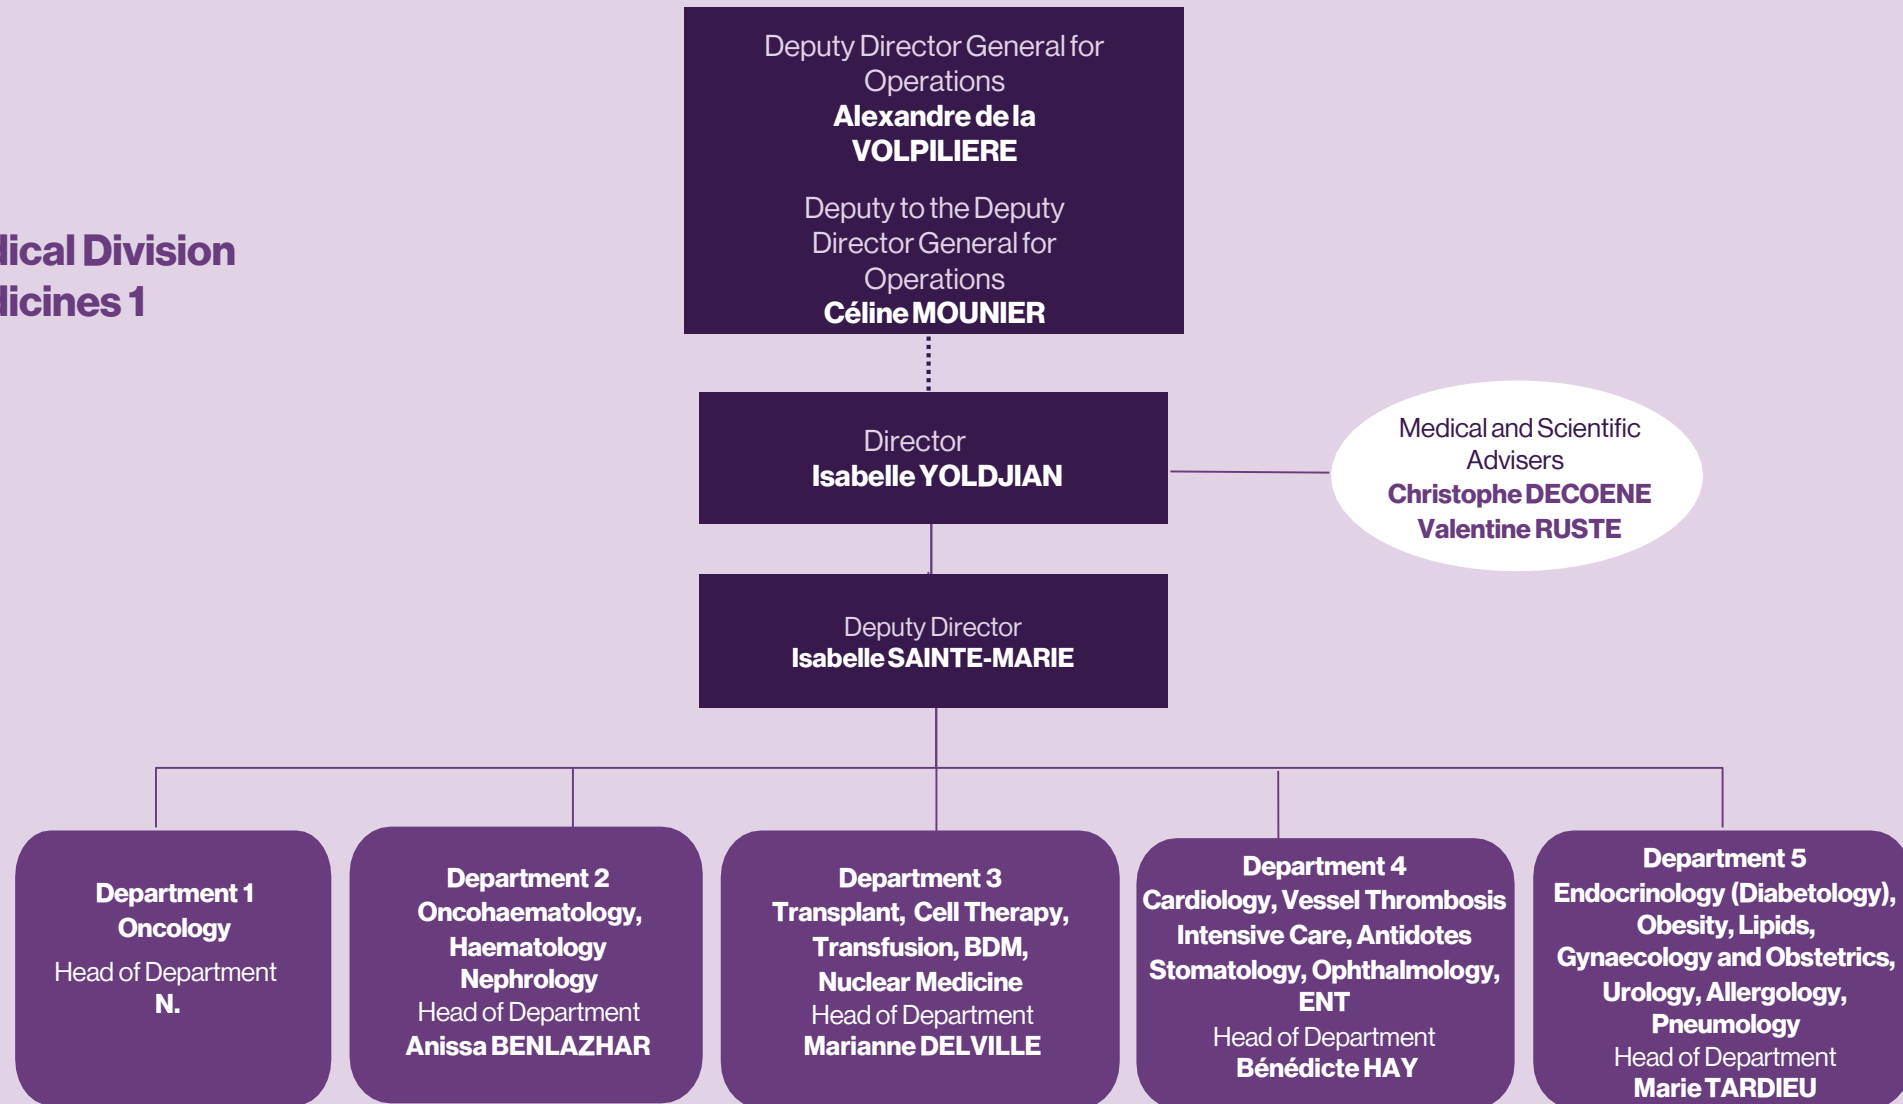 Deputy Director General for
Operations
Alexandre de la
VOLPILIERE
Deputy to the Deputy
Director General for
Operations
Céline MOUNIER
dical Division
dicines 1
Director
Isabelle YOLDJIAN
Medical and Scientific
Advisers
Christophe DECOENE
Valentine RUSTE
Deputy Director
Isabelle SAINTE-MARIE
Department 1
Oncology
Head of Department
N.
Department 2
Oncohaematology,
Haematology
Nephrology
Head of Department
Anissa BENLAZHAR
Department 3
Transplant, Cell Therapy,
Transfusion, BDM,
Nuclear Medicine
Head of Department
Marianne DELVILLE
Department 4
Cardiology, Vessel Thrombosis
Intensive Care, Antidotes
Stomatology, Ophthalmology,
ENT
Head of Department
Bénédicte HAY
Department 5
Endocrinology (Diabetology),
Obesity, Lipids,
Gynaecology and Obstetrics,
Urology, Allergology,
Pneumology
Head of Department
Marie TARDIEU